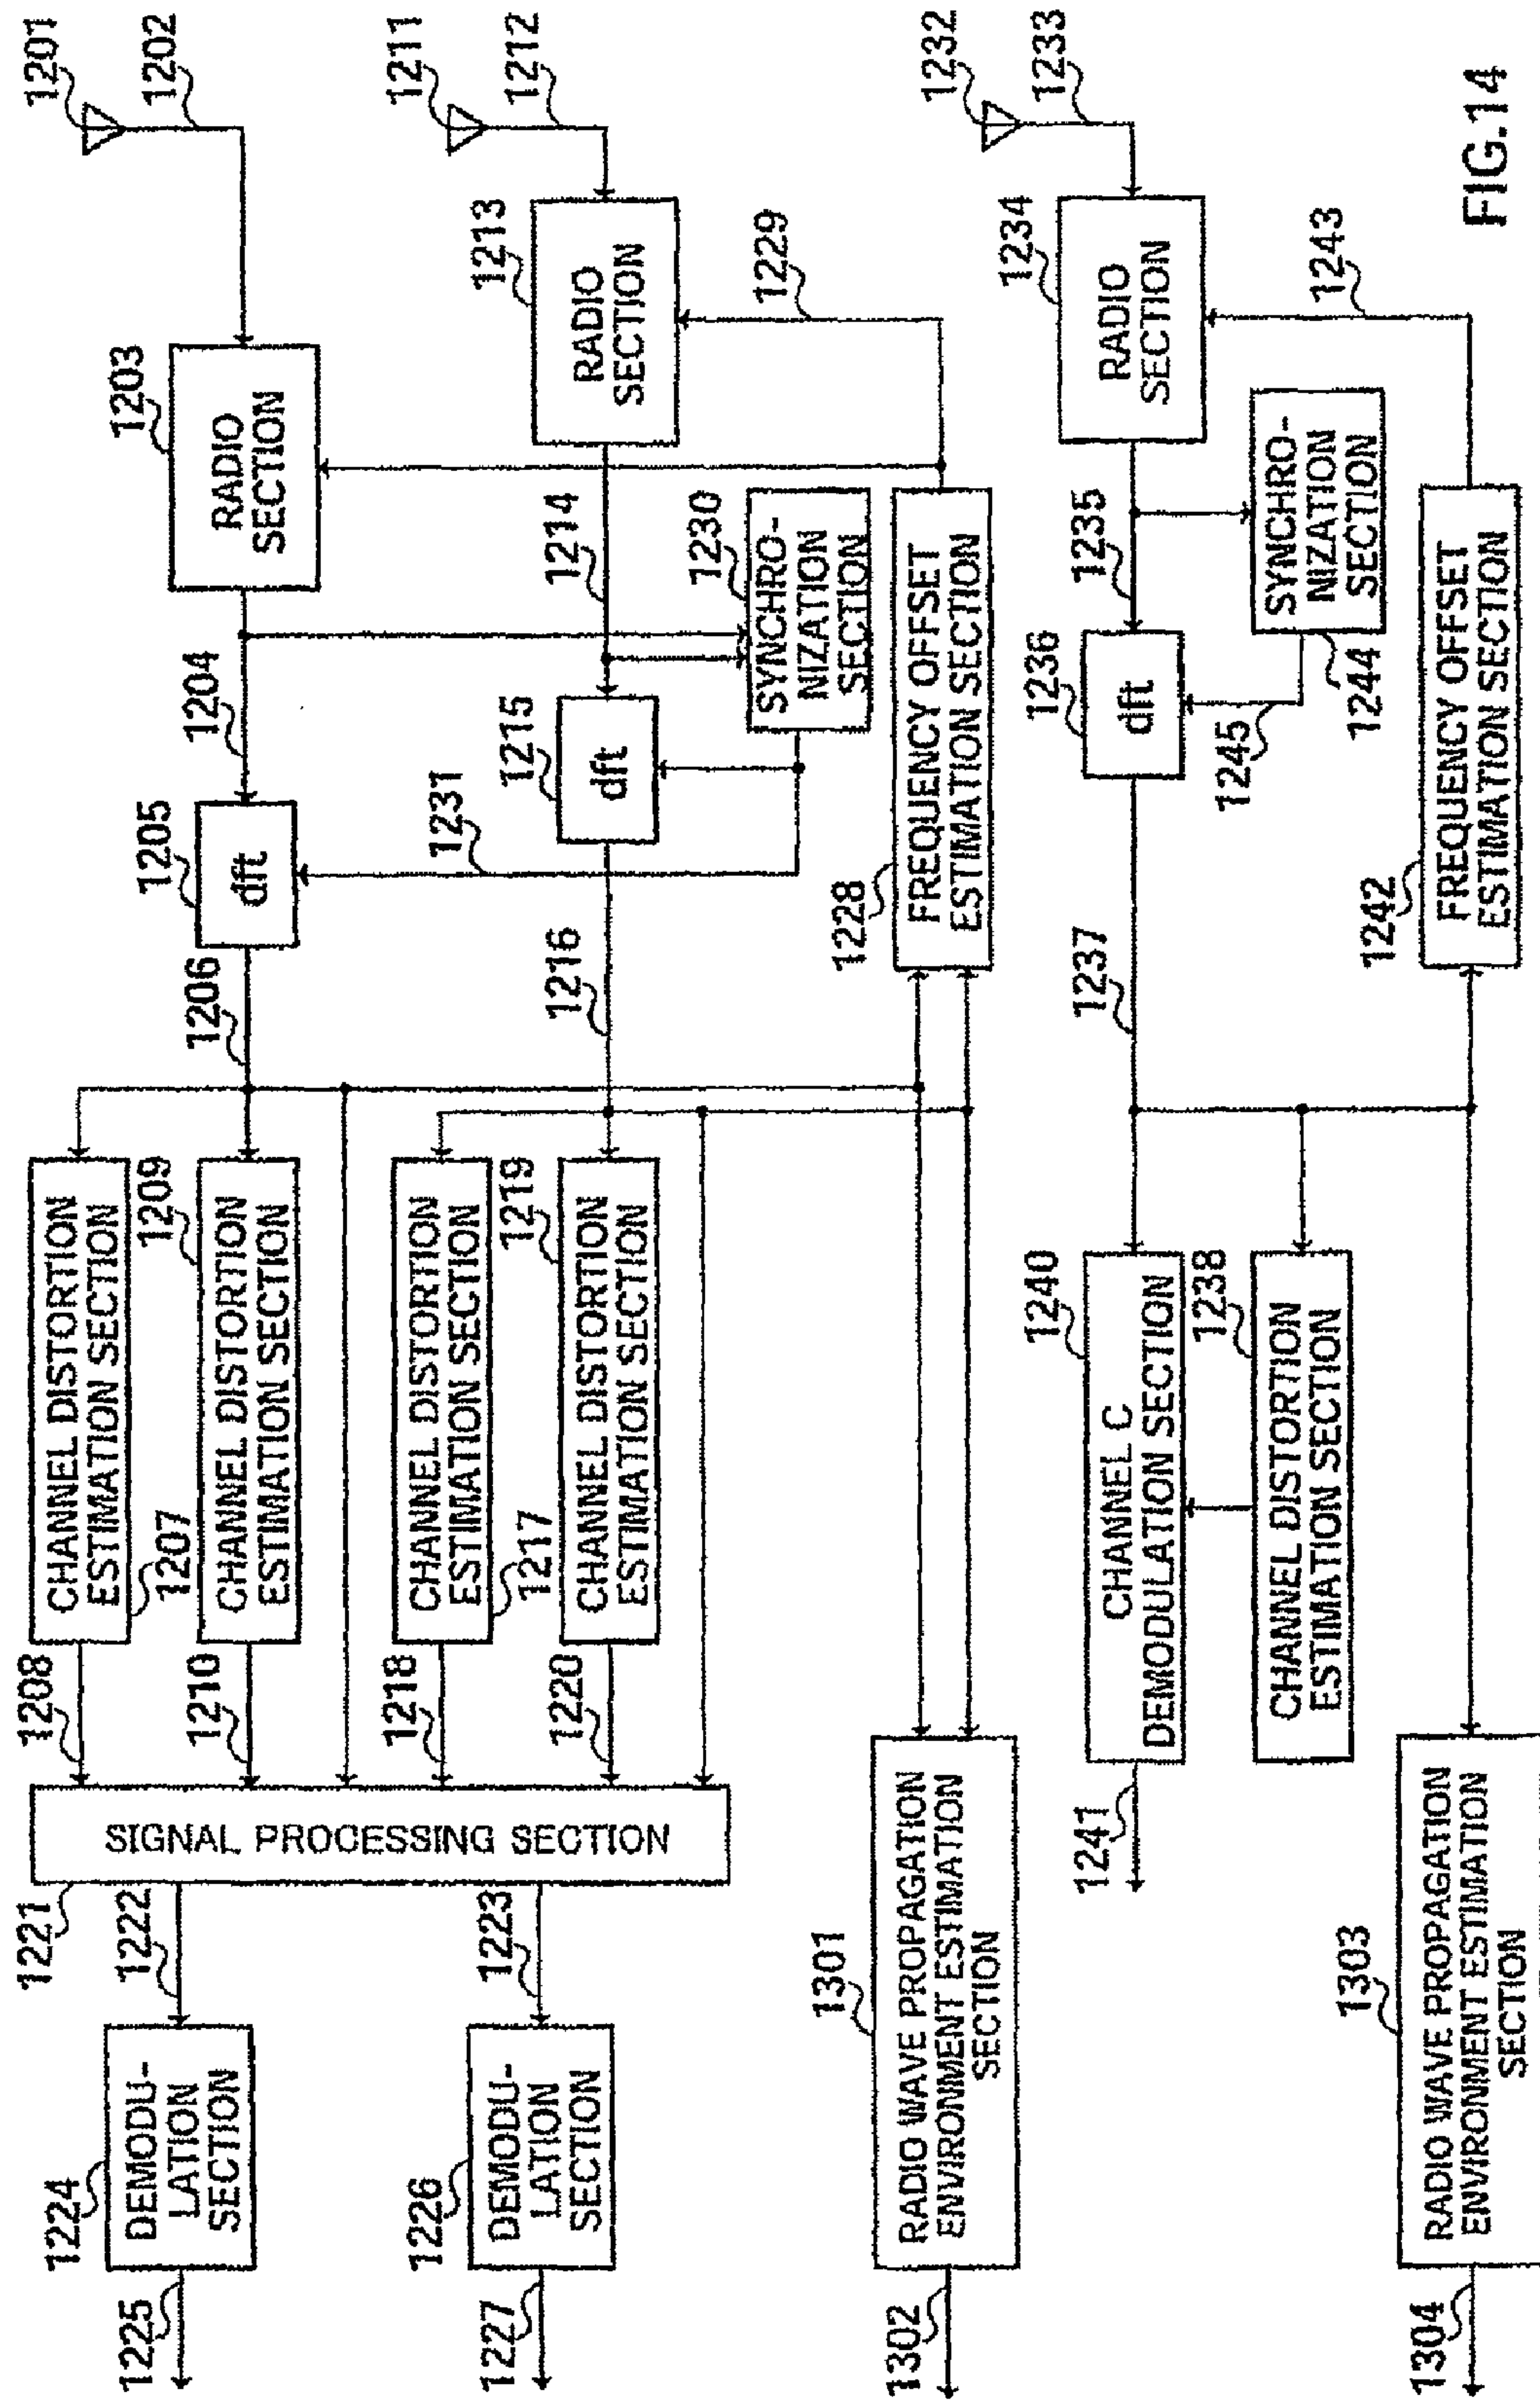 1201
1202
1203
RADIO
SECTION
1204
1205
dft
1206
CHANNEL DISTORTION
ESTIMATION SECTION
1207
1208
1209
CHANNEL DISTORTION
ESTIMATION SECTION
1210
1211
1212
1213
RADIO
SECTION
1214
1215
dft
1216
CHANNEL DISTORTION
ESTIMATION SECTION
1217
1218
1219
CHANNEL DISTORTION
ESTIMATION SECTION
1220
SIGNAL PROCESSING SECTION
1221
1222
1223
1224
DEMODU-
LATION
SECTION
1225
1226
DEMODU-
LATION
SECTION
1227
1228
FREQUENCY OFFSET
ESTIMATION SECTION
1229
1230
SYNCHRO-
NIZATION
SECTION
1231
1301
RADIO WAVE PROPAGATION
ENVIRONMENT ESTIMATION
SECTION
1302
1232
1233
1234
RADIO
SECTION
1235
1236
dft
1237
1238
CHANNEL DISTORTION
ESTIMATION SECTION
1240
CHANNEL C
DEMODULATION SECTION
1241
1242
FREQUENCY OFFSET
ESTIMATION SECTION
1243
SYNCHRO-
NIZATION
SECTION
1244
1245
1303
RADIO WAVE PROPAGATION
ENVIRONMENT ESTIMATION
SECTION
1304
FIG.14